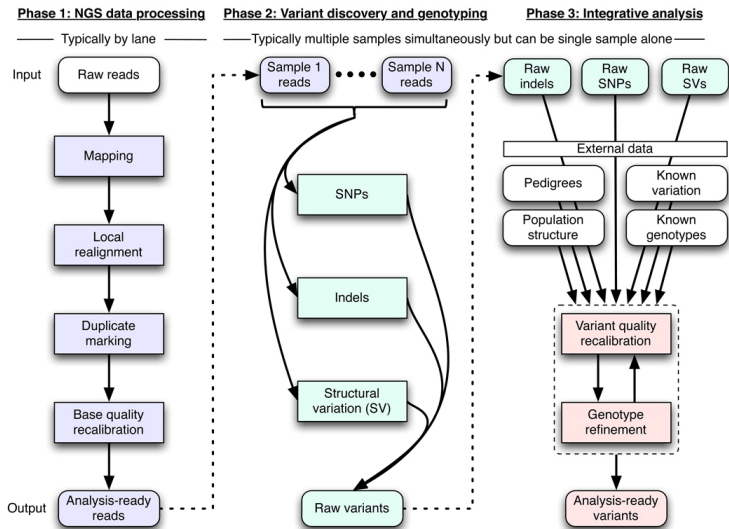 Phase 1: NGS data processing
Typically by lane
Input
Raw reads
Mapping
Local
realignment
Duplicate
marking
Base quality
recalibration
Output
Analysis-ready
reads
Phase 2: Variant discovery and genotyping
Typically multiple samples simultaneously but can be single sample alone
Sample 1
reads
Sample N
reads
SNPs
Indels
Structural
variation (SV)
Raw variants
Phase 3: Integrative analysis
Raw
indels
Raw
SNPs
Raw
SVs
External data
Pedigrees
Known
variation
Population
structure
Known
genotypes
Variant quality
recalibration
Genotype
refinement
Analysis-ready
variants